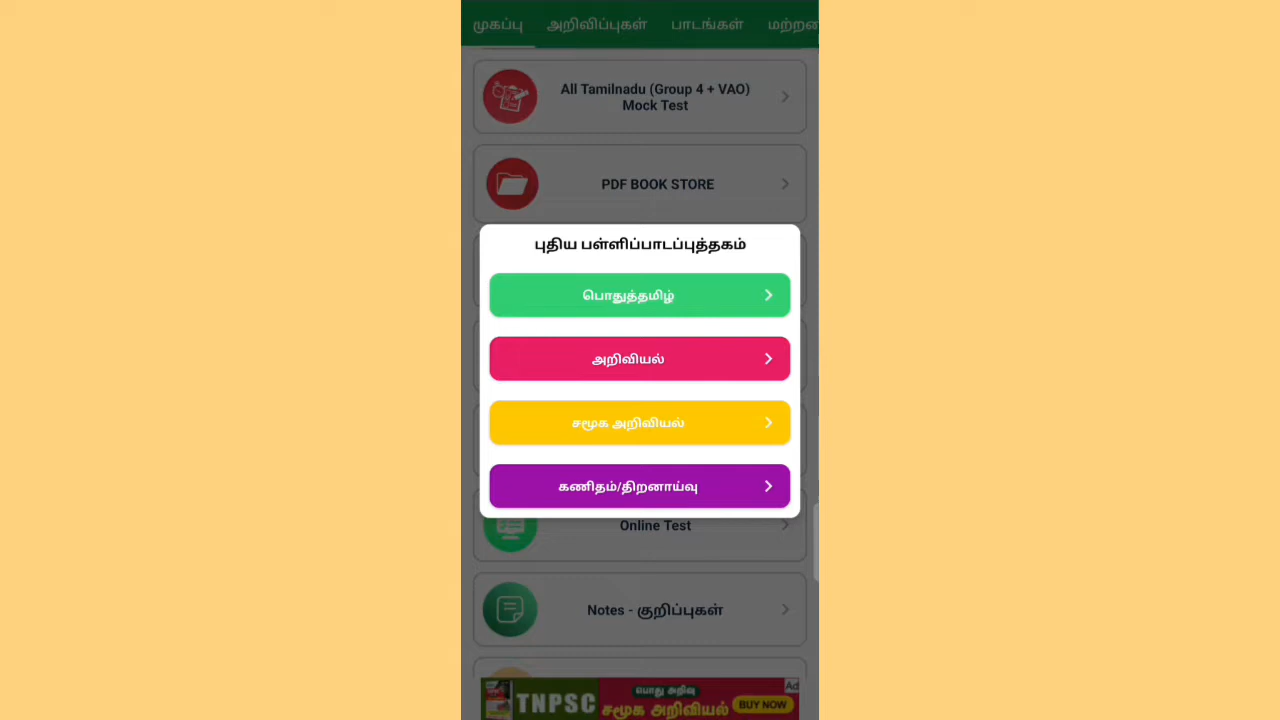 முகப்பு அறிவிப்புகள் பாடங்கள்
All Tamilnadu (Group 4 + VAO)
Mock Test
PDF BOOK STORE
புதிய பள்ளிப்பாடப்புத்தகம்
பொதுத்தமிழ்
அறிவியல்
சமூக அறிவியல்
கணிதம்/திறனாய்வு
Online Test
Notes - குறிப்புகள்
Ad
TNPSC பொது அறிவு
சமூக அறிவியல் BUY NOW